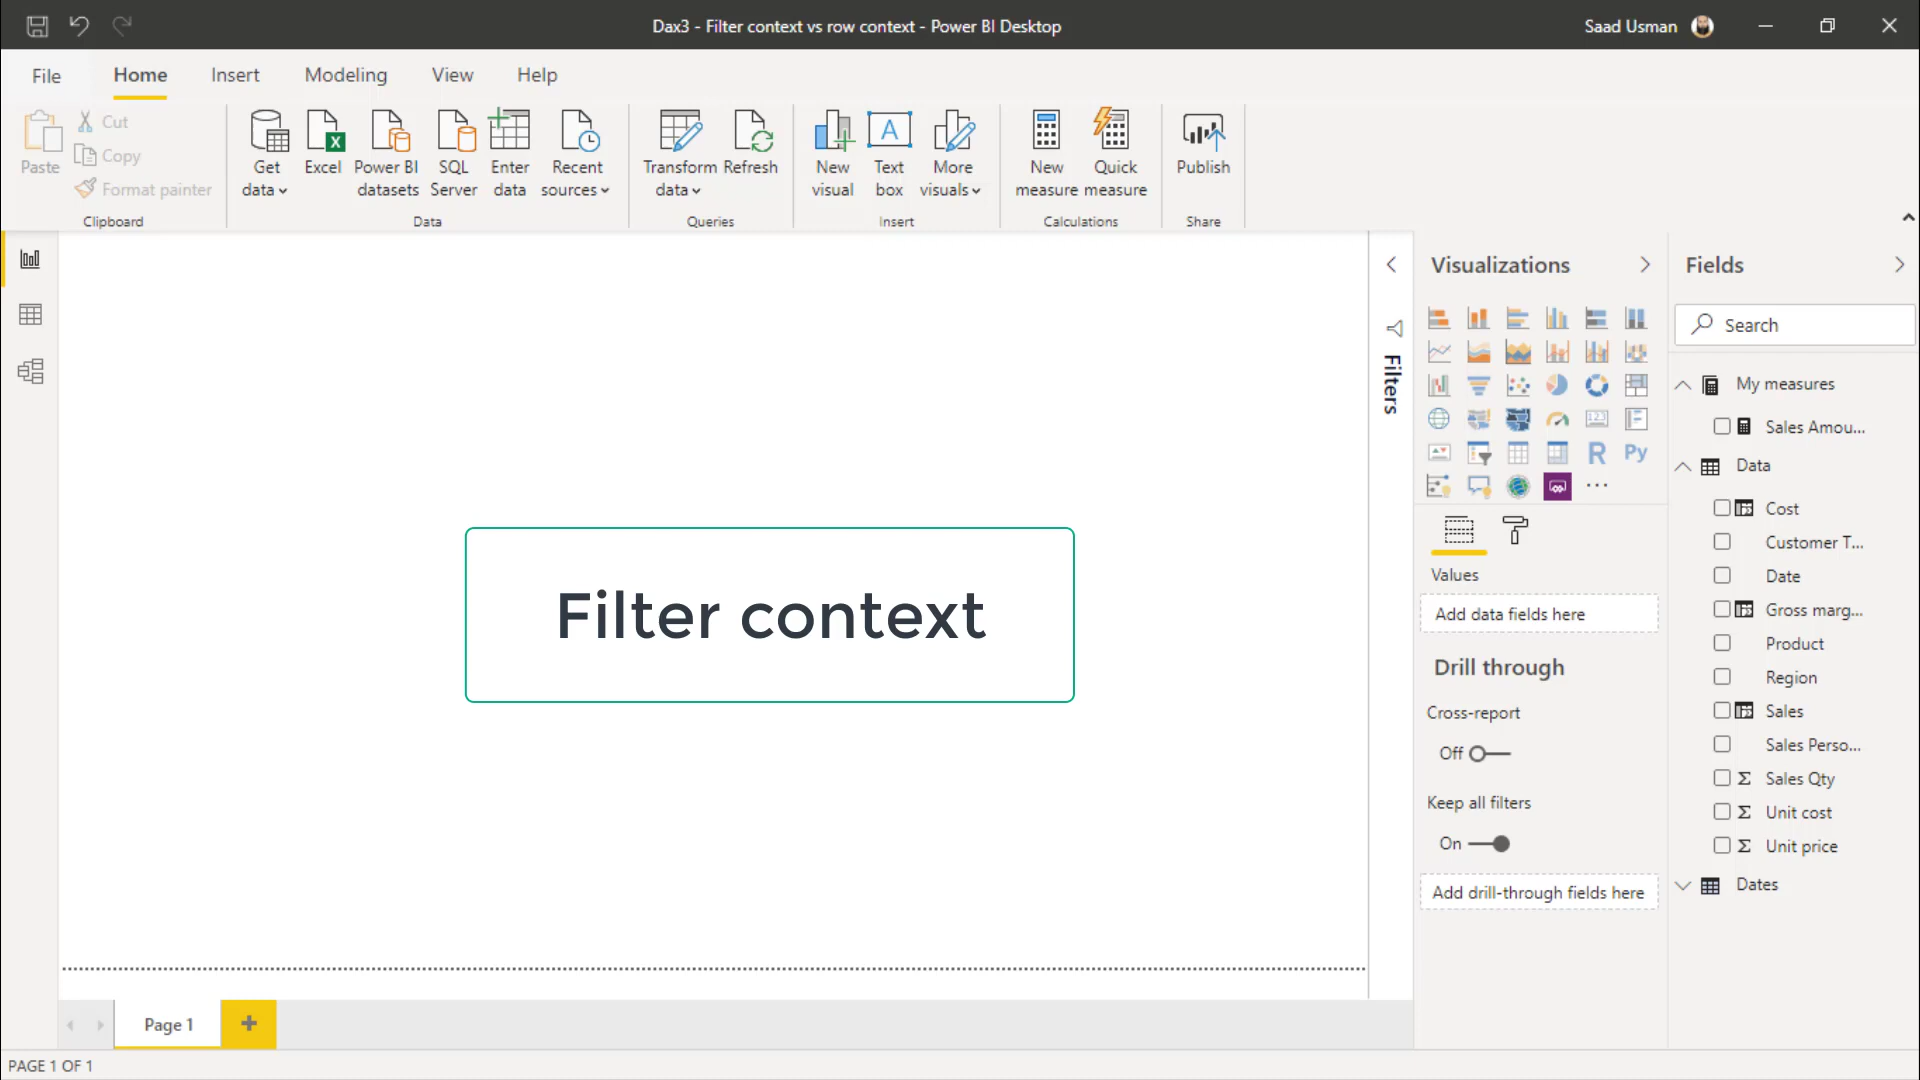 Dax3 - Filter context vs row context - Power BI Desktop
Saad Usman
File Home Insert Modeling View Help
Paste
Cut
Copy
Format painter
Clipboard
Get data
Excel
Power BI datasets
SQL Server
Enter data
Recent sources
Data
Transform data
Refresh
Queries
New visual
Text box
More visuals
Insert
New measure
Quick measure
Calculations
Publish
Share
Filter context
Filters
Visualizations
R
Py
123
Values
Add data fields here
Drill through
Cross-report
Off
Keep all filters
On
Add drill-through fields here
Fields
Search
My measures
Sales Amou...
Data
Cost
Customer T...
Date
Gross marg...
Product
Region
Sales
Sales Perso...
Σ Sales Qty
Σ Unit cost
Σ Unit price
Dates
Page 1
PAGE 1 OF 1